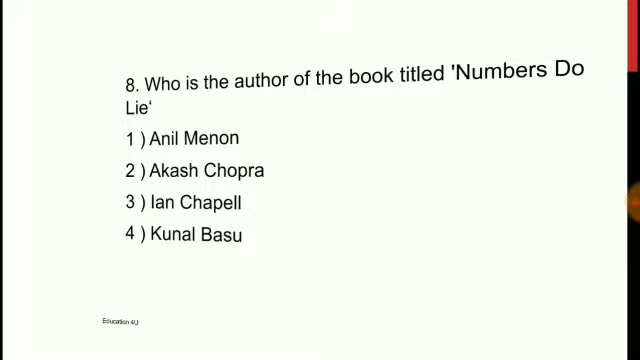 8. Who is the author of the book titled 'Numbers Do
Lie‘
1 ) Anil Menon
2 ) Akash Chopra
3 ) Ian Chapell
4 ) Kunal Basu
Education 4U